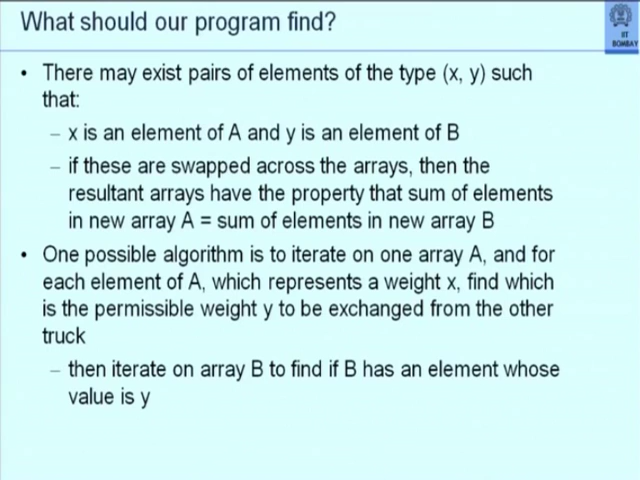 What should our program find?
IIT
BOMBAY
• There may exist pairs of elements of the type (x, y) such
that:
– x is an element of A and y is an element of B
– if these are swapped across the arrays, then the
resultant arrays have the property that sum of elements
in new array A = sum of elements in new array B
• One possible algorithm is to iterate on one array A, and for
each element of A, which represents a weight x, find which
is the permissible weight y to be exchanged from the other
truck
– then iterate on array B to find if B has an element whose
value is y